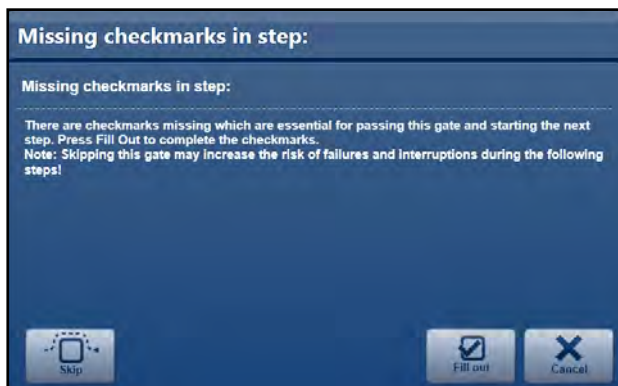 Missing checkmarks in step:
Missing checkmarks in step:
There are checkmarks missing which are essential for passing this gate and starting the next
step. Press Fill Out to complete the checkmarks.
Note: Skipping this gate may increase the risk of failures and interruptions during the following
steps!
Skip
Fill out
Cancel